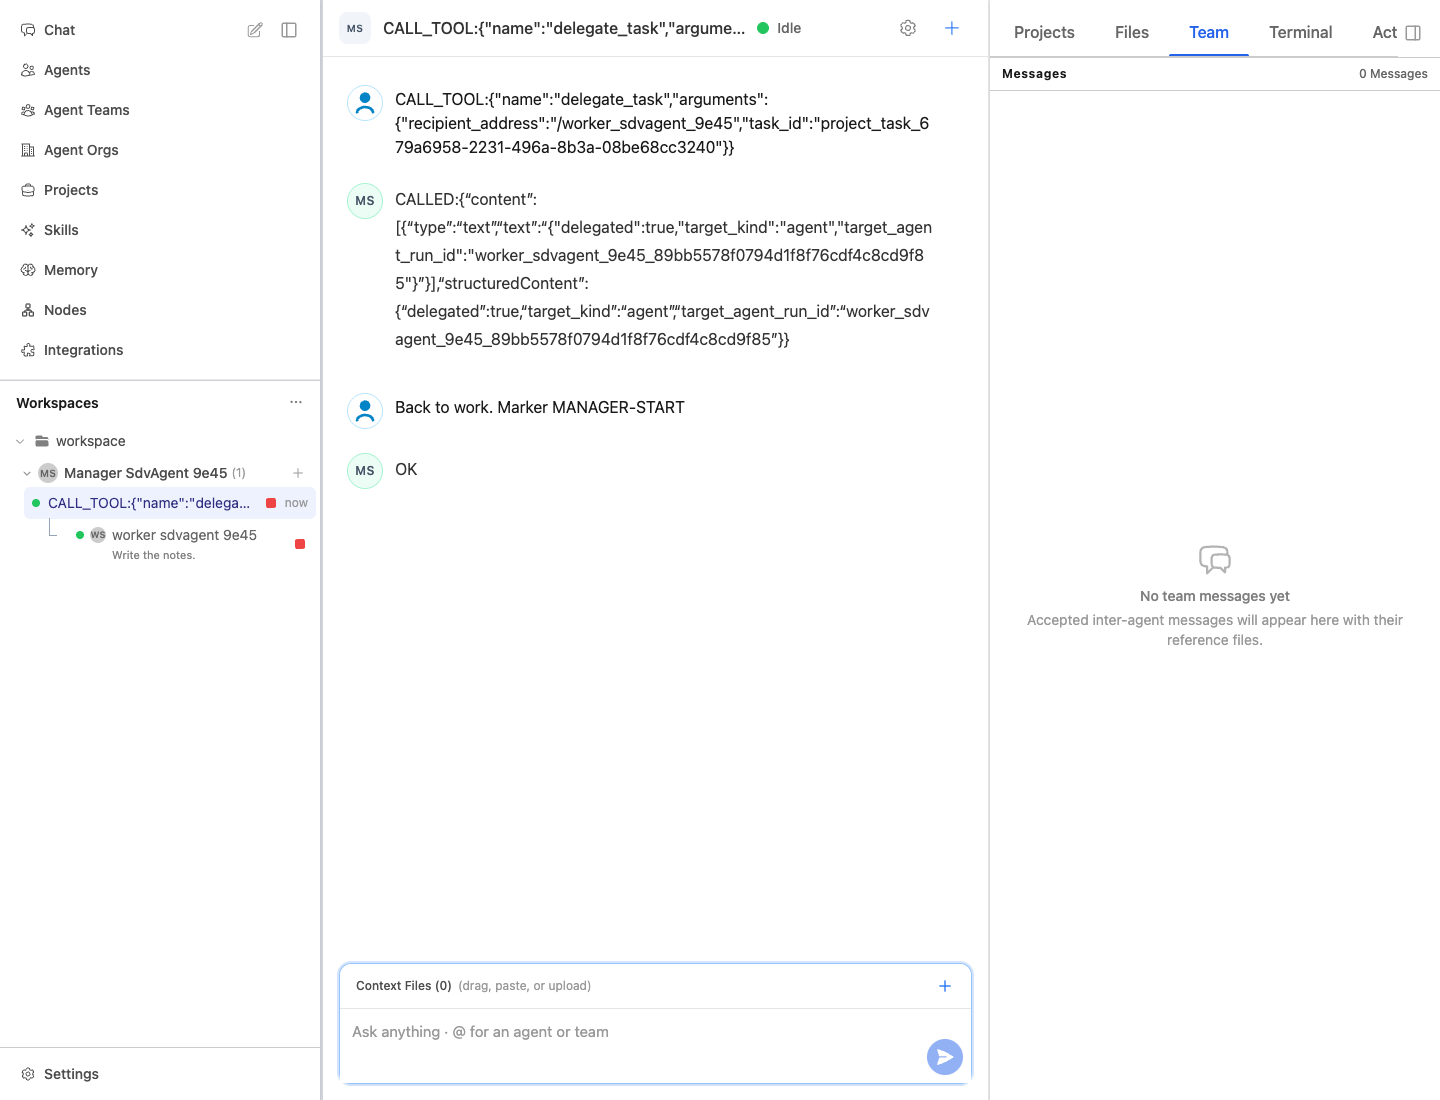 Chat
Agents
Agent Teams
Agent Orgs
Projects
Skills
Memory
Nodes
Integrations
Workspaces
workspace
MS Manager SdvAgent 9e45 (1)
CALL_TOOL:{"name":"delega... now
WS worker sdvagent 9e45
Write the notes.
Settings
MS CALL_TOOL:{"name":"delegate_task","argume... Idle
CALL_TOOL:{"name":"delegate_task","arguments":
{"recipient_address":"/worker_sdvagent_9e45","task_id":"project_task_6
79a6958-2231-496a-8b3a-08be68cc3240"}}
MS CALLED:{“content”:
[{“type”:“text”,“text”:“{"delegated":true,"target_kind":"agent","target_agen
t_run_id":"worker_sdvagent_9e45_89bb5578f0794d1f8f76cdf4c8cd9f8
5"}”}],“structuredContent”:
{“delegated”:true,“target_kind”:“agent”,“target_agent_run_id”:“worker_sdv
agent_9e45_89bb5578f0794d1f8f76cdf4c8cd9f85”}}
Back to work. Marker MANAGER-START
MS OK
Context Files (0) (drag, paste, or upload)
Ask anything · @ for an agent or team
Projects Files Team Terminal Act
Messages 0 Messages
No team messages yet
Accepted inter-agent messages will appear here with their
reference files.